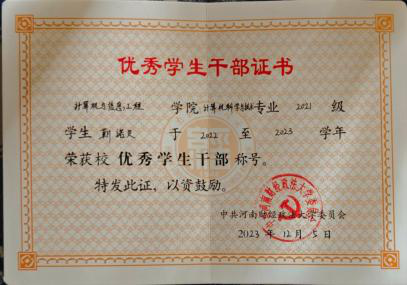 优秀学生干部证书
计算机与信息工程 学院 计算机科学与技术 专业 2021 级
学生 靳诺 于 2022 至 2023 学年
荣获校 优秀学生干部 称号。
特发此证，以资鼓励。
中共河南财经政法大学委员会
2023 年 12 月 5 日